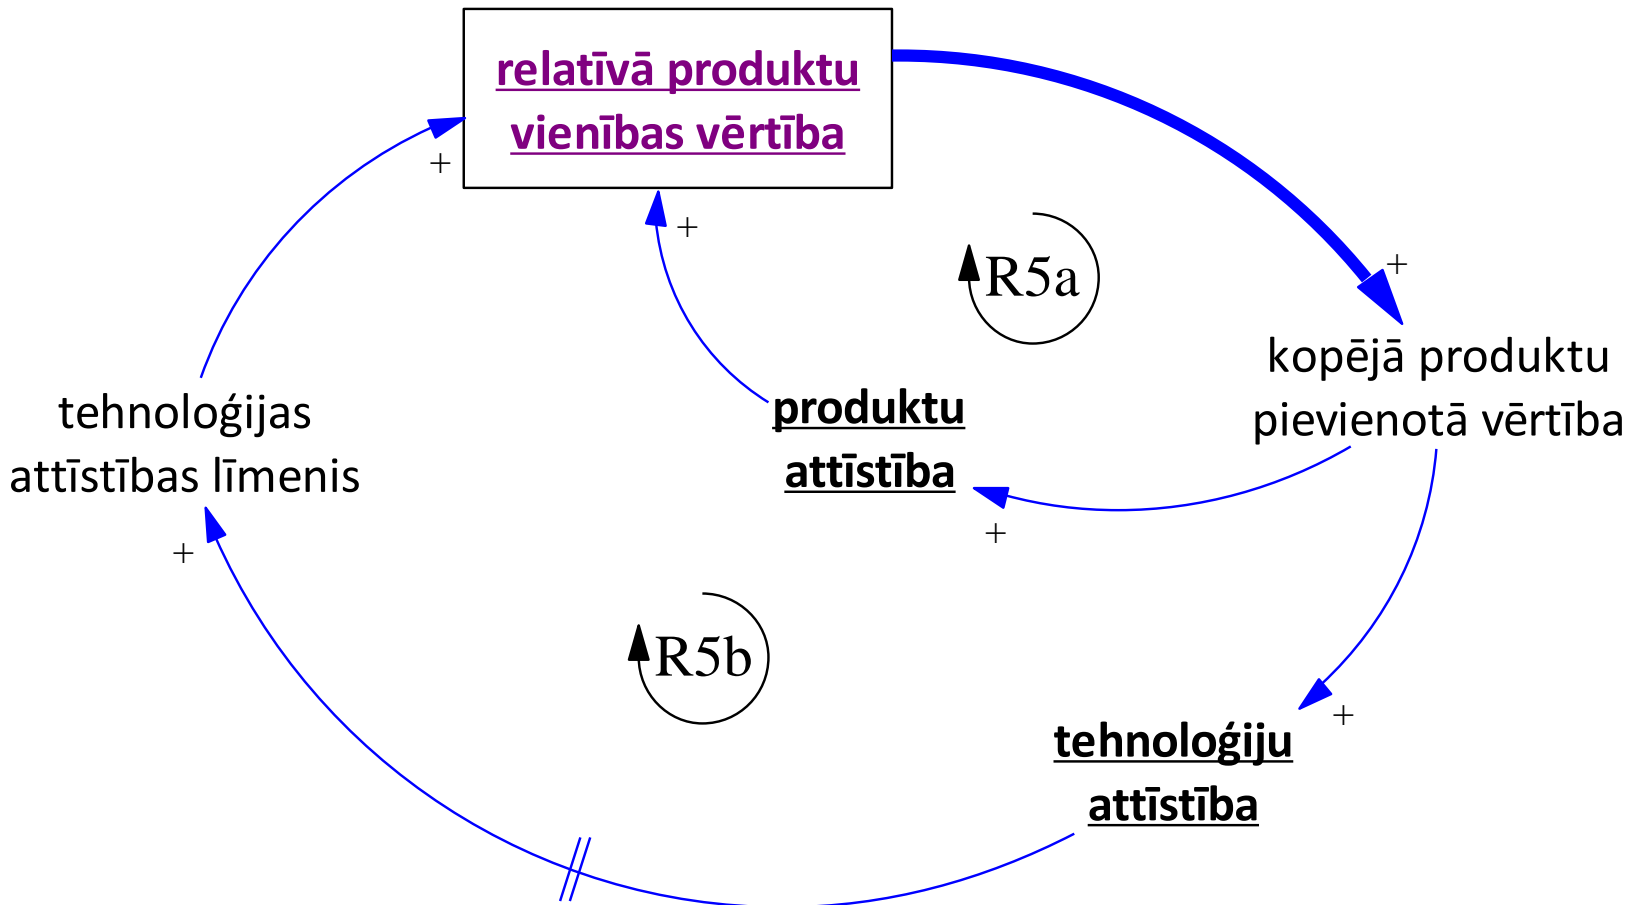 relatīvā produktu
vienības vērtība
+
+
+
R5a
kopējā produktu
pievienotā vērtība
produktu
attīstība
tehnoloģijas
attīstības līmenis
+
+
R5b
+
tehnoloģiju
attīstība